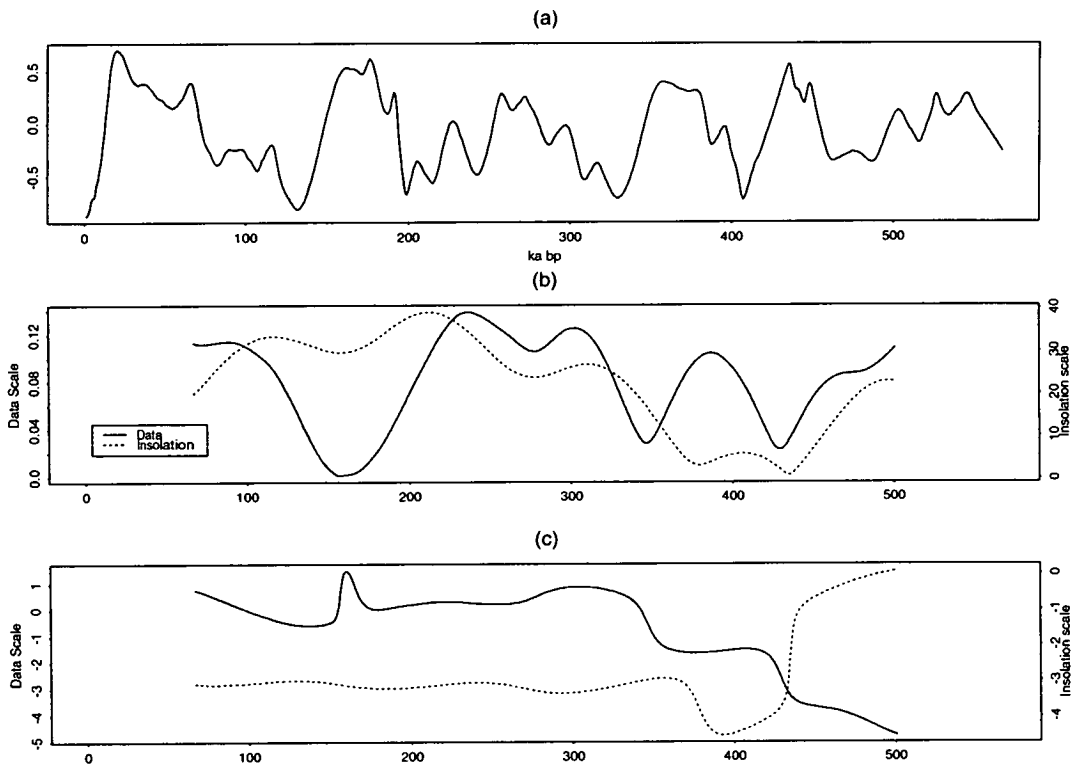 (a)
0.5
0.0
-0.5
0 100 200 300 400 500
ka bp
(b)
Data Scale
0.12
0.08
0.04
0.0
Data
Insolation
40
30
20
10
0
Insolation scale
0 100 200 300 400 500
(c)
Data Scale
1
0
-1
-2
-3
-4
-5
0
-1
-2
-3
-4
Insolation scale
0 100 200 300 400 500